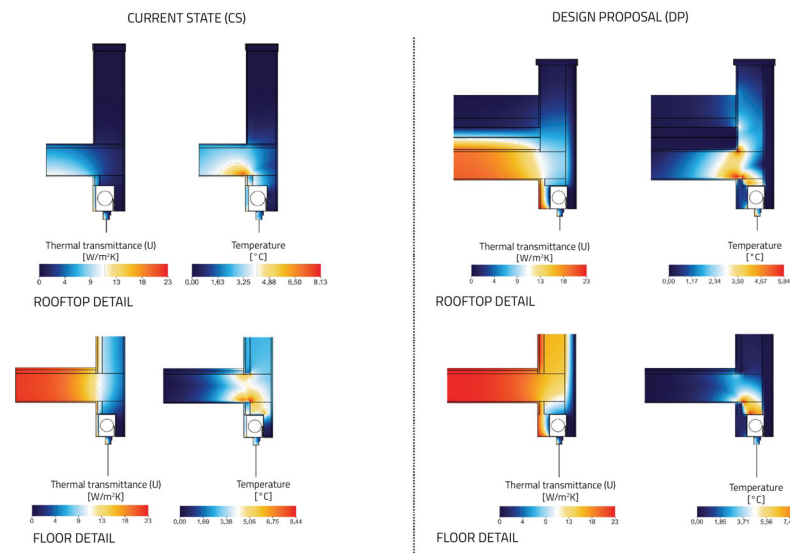 CURRENT STATE (CS)
DESIGN PROPOSAL (DP)
Thermal transmittance (U)
[W/m²K]
0 4 9 13 18 23
Temperature
[°C]
0,00 1,63 3,25 4,88 6,50 8,13
ROOFTOP DETAIL
Thermal transmittance (U)
[W/m²K]
0 4 9 13 18 23
Temperature
[°C]
0,00 1,17 2,34 3,50 4,67 5,84
ROOFTOP DETAIL
Thermal transmittance (U)
[W/m²K]
0 4 9 13 18 23
Temperature
[°C]
0,00 1,69 3,38 5.06 6,75 8,44
FLOOR DETAIL
Thermal transmittance (U)
[W/m²K]
0 4 9 13 18 23
Temperature
[°C]
0,00 1.85 3,71 5.56
FLOOR DETAIL